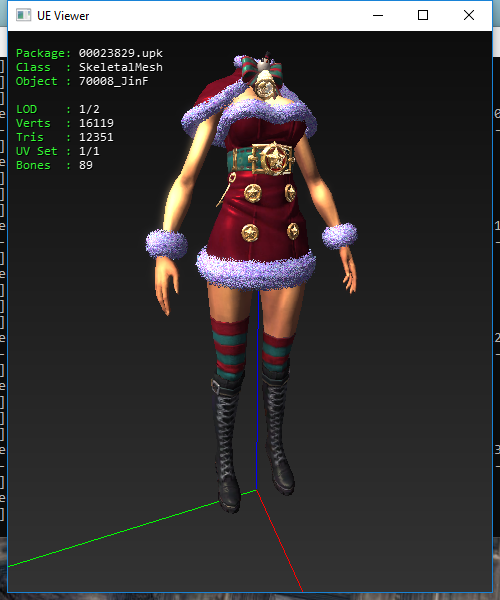 UE Viewer
Package: 00023829.upk
Class : SkeletalMesh
Object : 70008_JinF
LOD : 1/2
Verts : 16119
Tris : 12351
UV Set : 1/1
Bones : 89